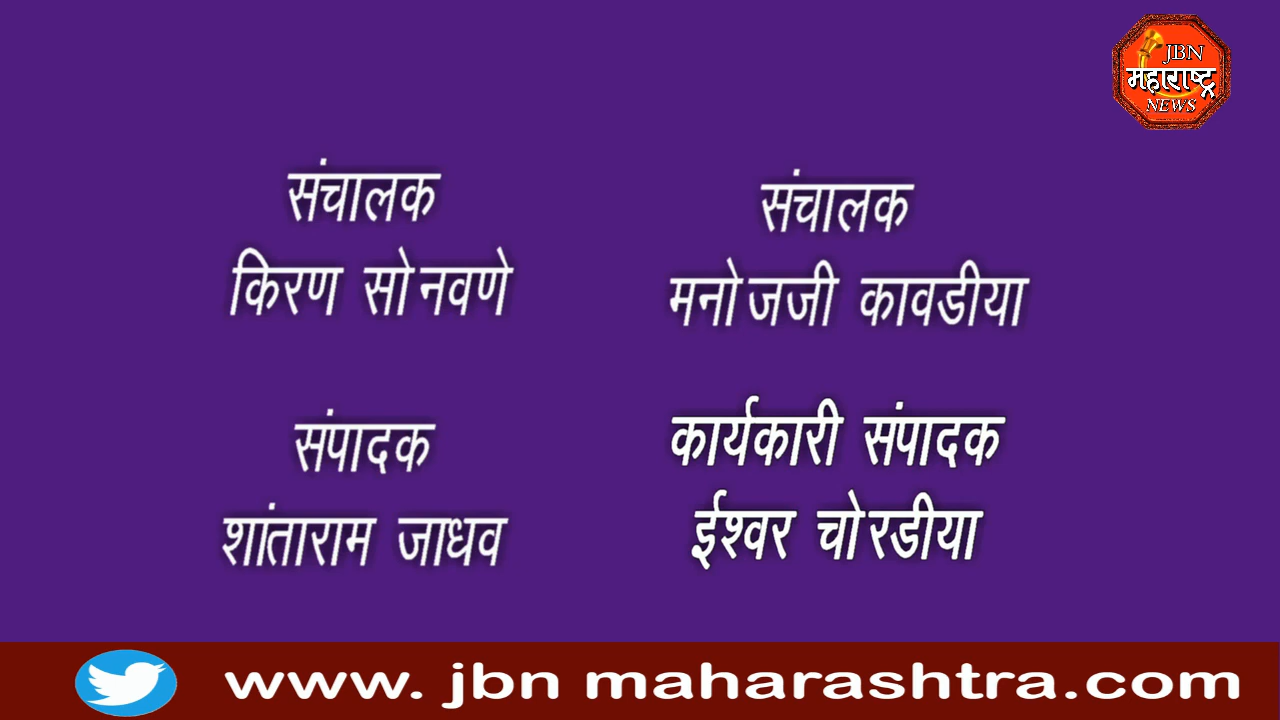 JBN
महाराष्ट्र
NEWS
संचालक
किरण सोनवणे
संचालक
मनोजजी कावडीया
संपादक
शांताराम जाधव
कार्यकारी संपादक
ईश्वर चोरडीया
www. jbn maharashtra.com